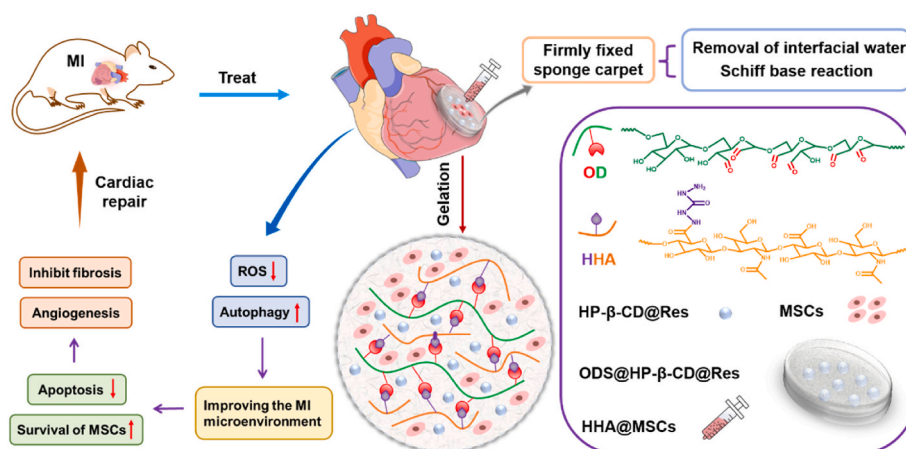 MI
Treat
Firmly fixed
sponge carpet
Removal of interfacial water
Schiff base reaction
Cardiac
repair
Gelation
Inhibit fibrosis
Angiogenesis
ROS
Autophagy
Apoptosis
Survival of MSCs
Improving the MI
microenvironment
OD
HHA
HP-β-CD@Res
MSCs
ODS@HP-β-CD@Res
HHA@MSCs